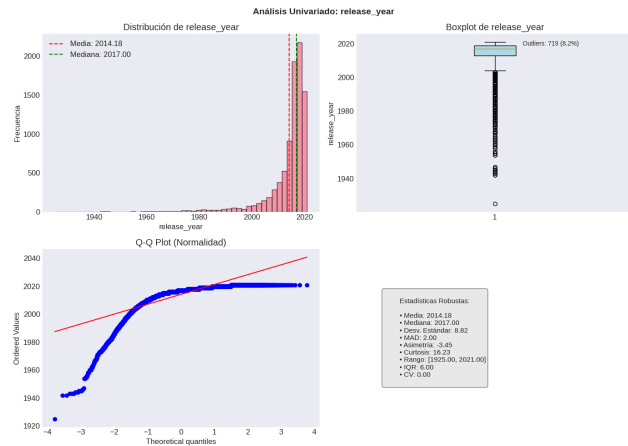 Análisis Univariado: release_year
Distribución de release_year
Media: 2014.18
Mediana: 2017.00
Frecuencia
2000
1500
1000
500
0
1940
1960
1980
2000
2020
release_year
Boxplot de release_year
Outliers: 719 (8.2%)
release_year
2020
2000
1980
1960
1940
1
Q-Q Plot (Normalidad)
Ordered Values
2040
2020
2000
1980
1960
1940
1920
−4
−3
−2
−1
0
1
2
3
4
Theoretical quantiles
Estadísticas Robustas:
• Media: 2014.18
• Mediana: 2017.00
• Desv. Estándar: 8.82
• MAD: 2.00
• Asimetría: -3.45
• Curtosis: 16.23
• Rango: [1925.00, 2021.00]
• IQR: 6.00
• CV: 0.00